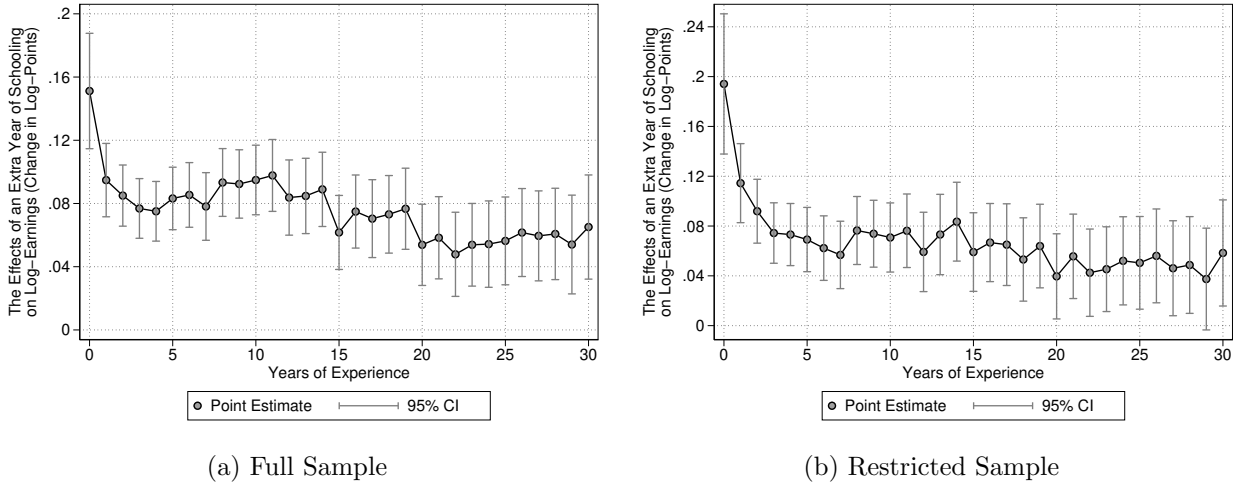 The Effects of an Extra Year of Schooling
on Log−Earnings (Change in Log−Points)
.2
.16
.12
.08
.04
0
0 5 10 15 20 25 30
Years of Experience
Point Estimate 95% CI
(a) Full Sample
The Effects of an Extra Year of Schooling
on Log−Earnings (Change in Log−Points)
.24
.2
.16
.12
.08
.04
0
0 5 10 15 20 25 30
Years of Experience
Point Estimate 95% CI
(b) Restricted Sample